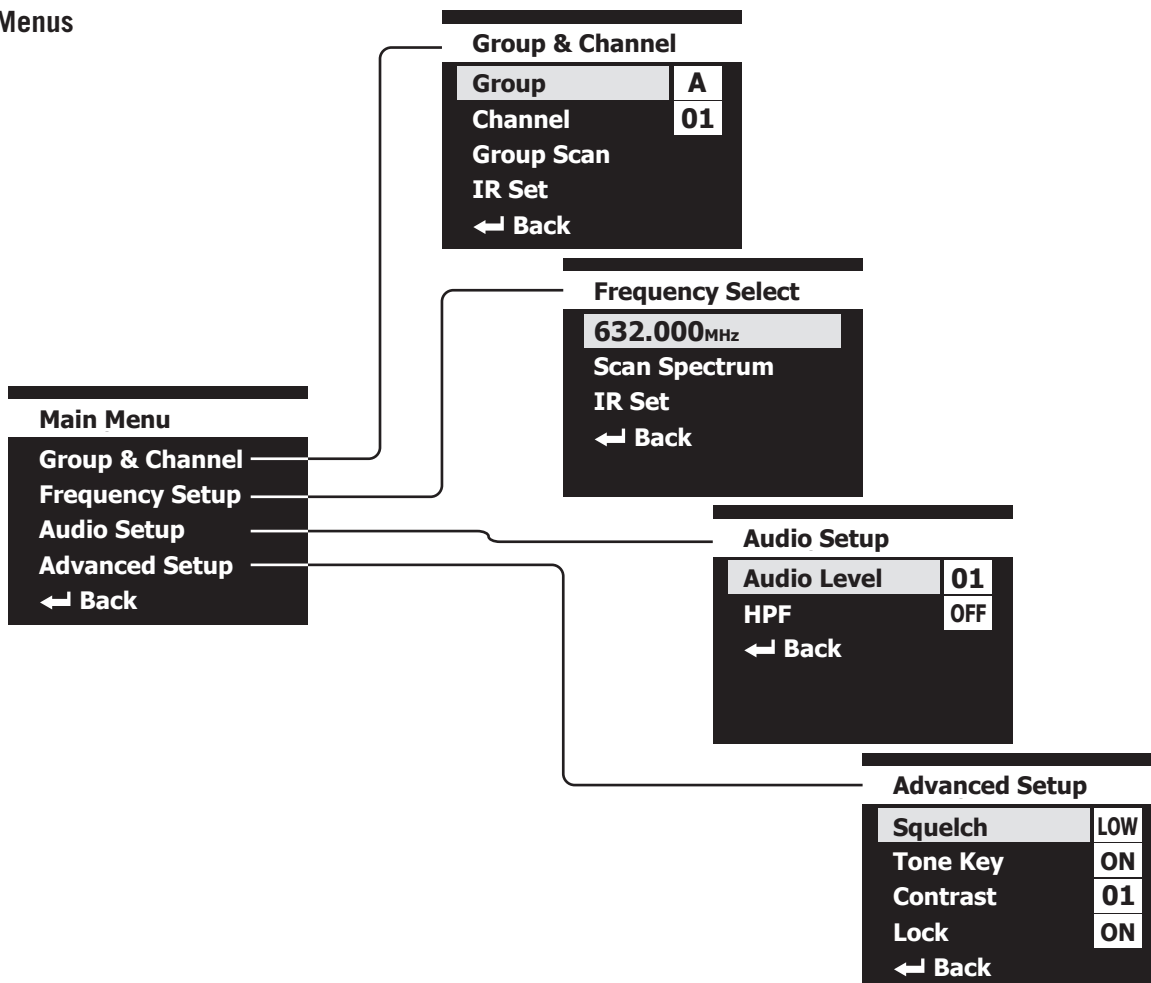 Menus
Group & Channel
Group A
Channel 01
Group Scan
IR Set
Back
Frequency Select
632.000MHz
Scan Spectrum
IR Set
Back
Main Menu
Group & Channel
Frequency Setup
Audio Setup
Advanced Setup
Back
Audio Setup
Audio Level 01
HPF OFF
Back
Advanced Setup
Squelch LOW
Tone Key ON
Contrast 01
Lock ON
Back